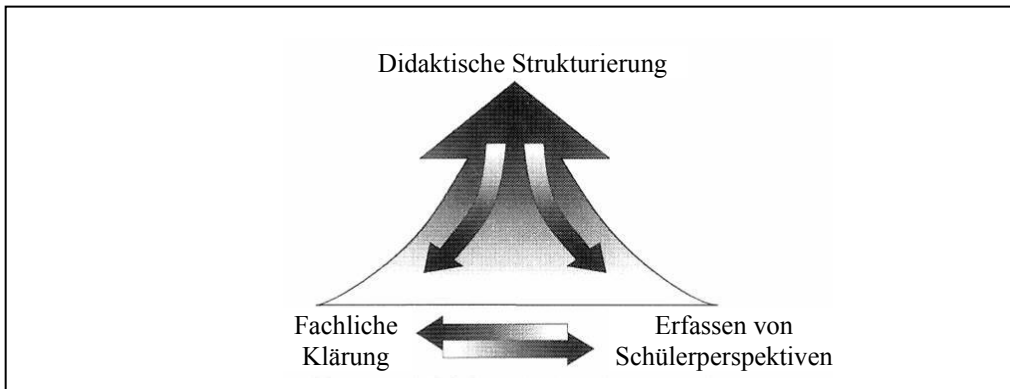 Didaktische Strukturierung
Fachliche
Klärung
Erfassen von
Schülerperspektiven